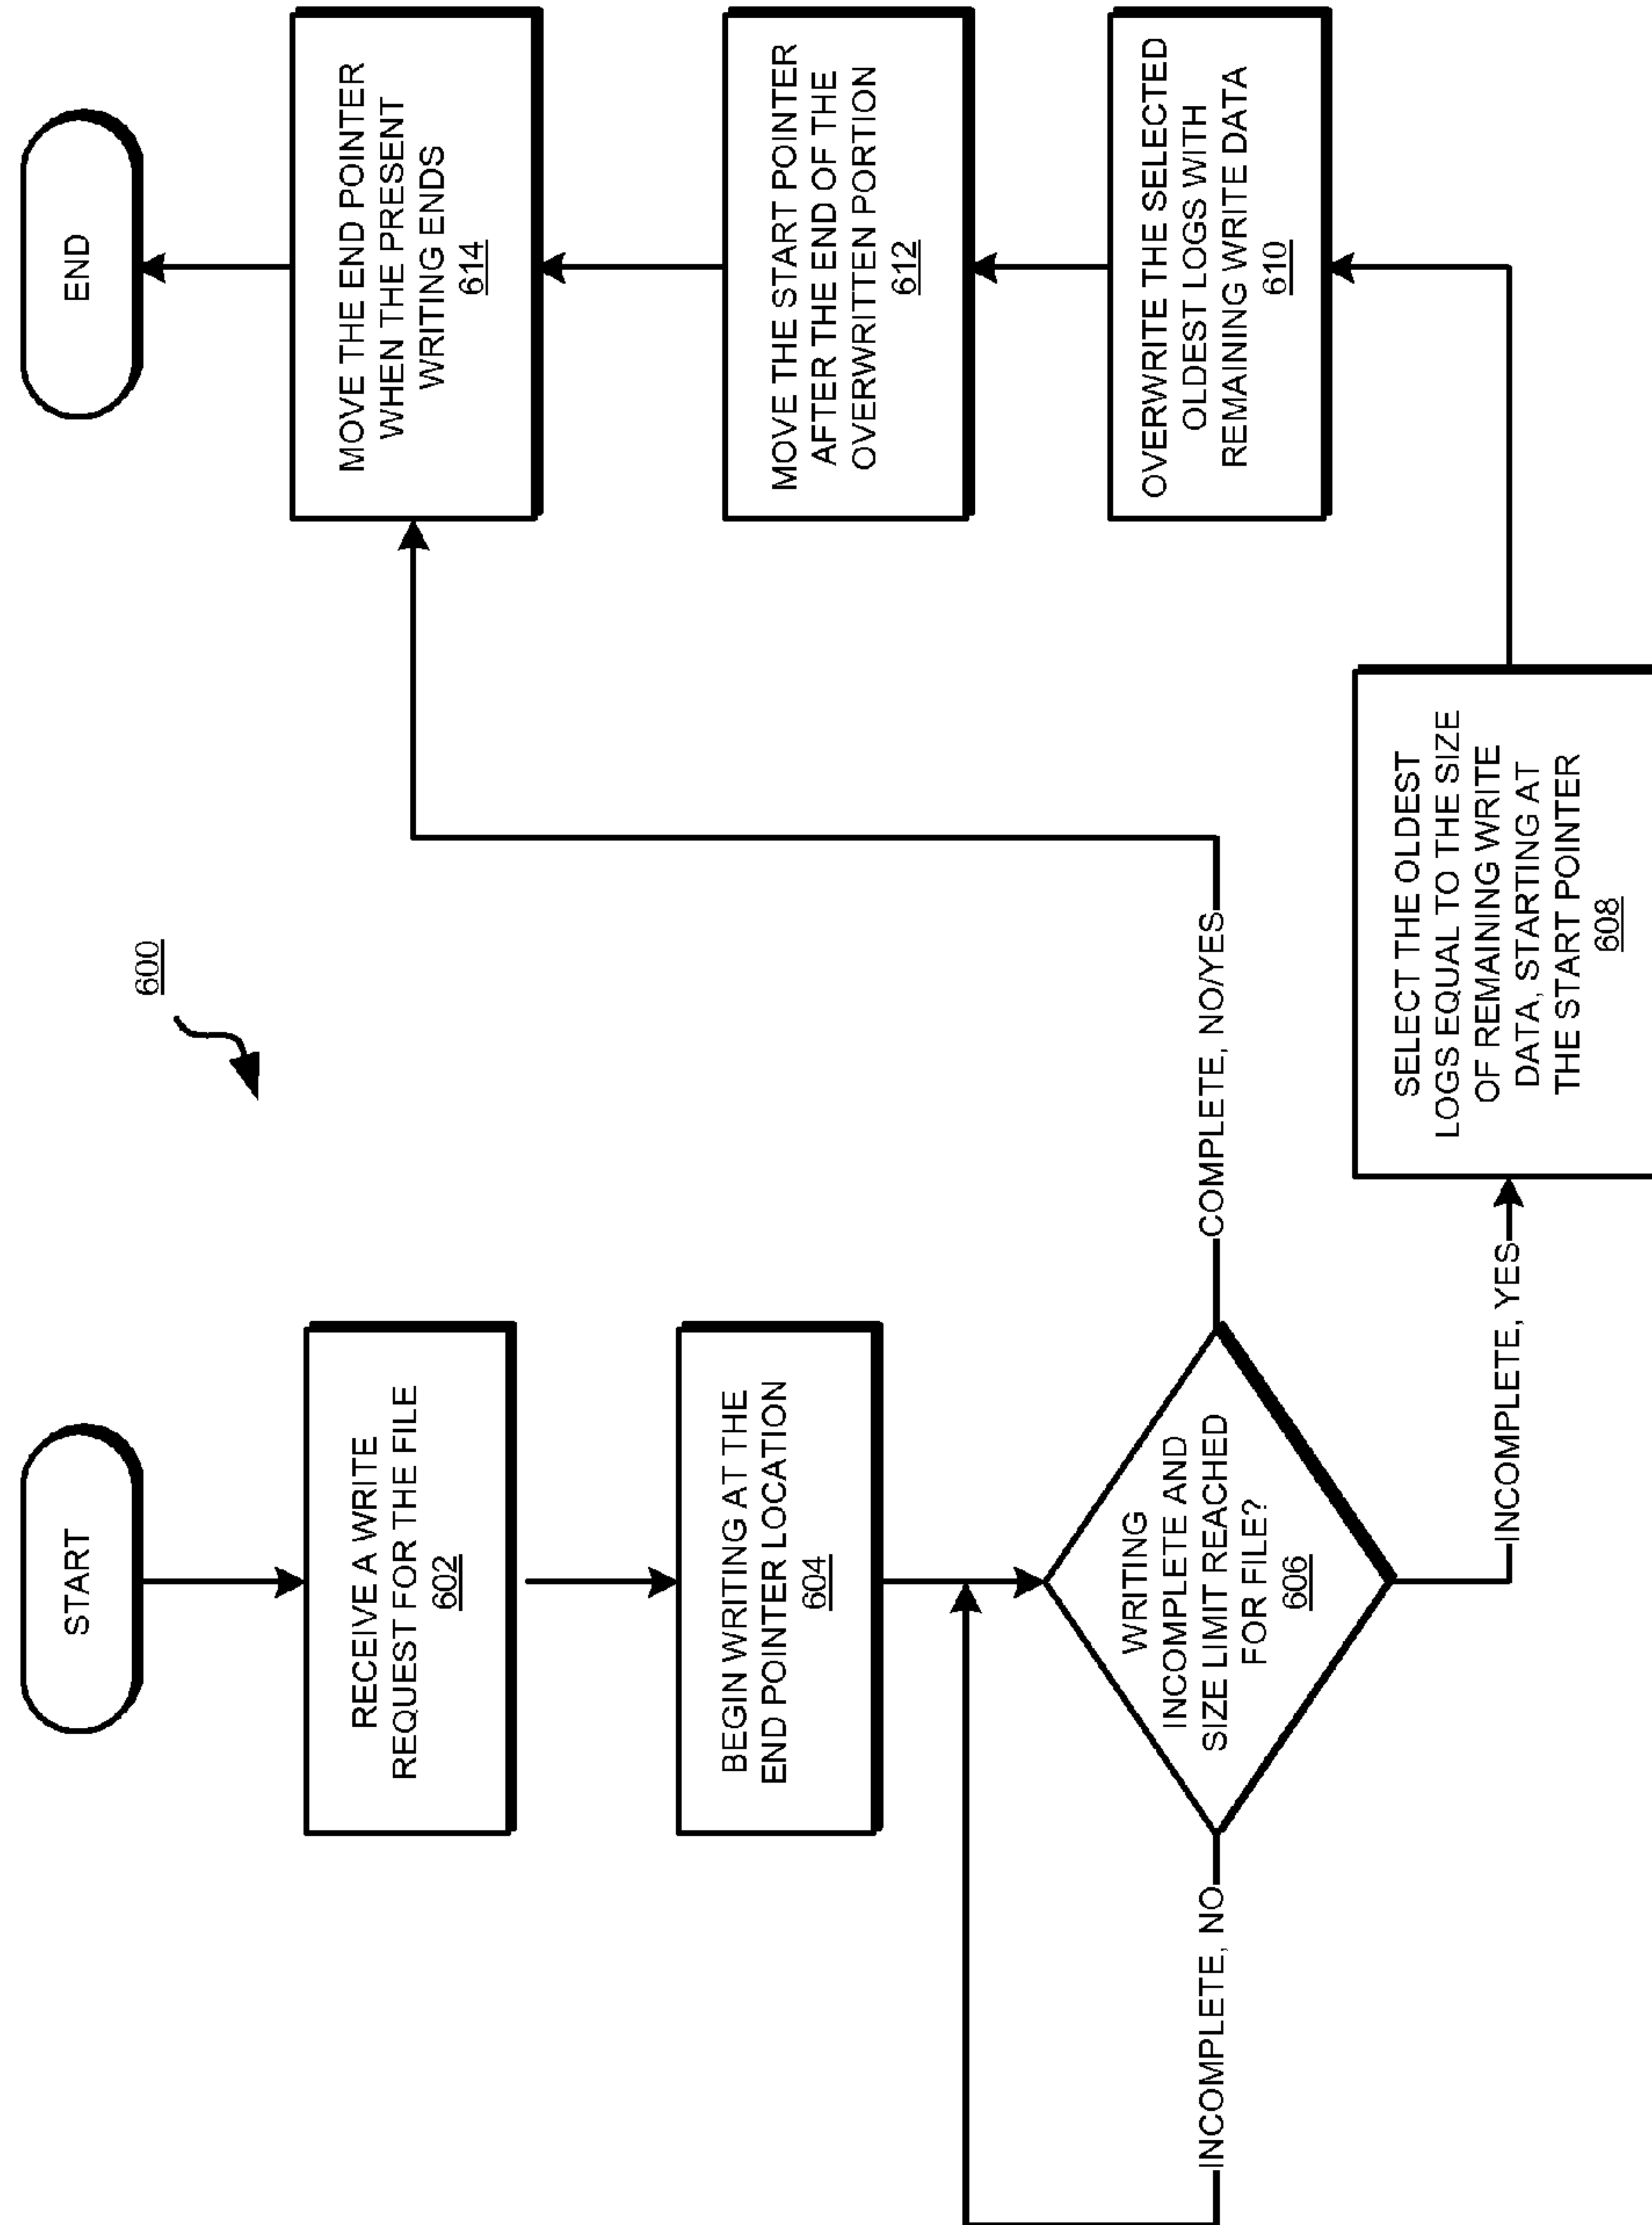 600
START
RECEIVE A WRITE
REQUEST FOR THE FILE
602
BEGIN WRITING AT THE
END POINTER LOCATION
604
WRITING
INCOMPLETE AND
SIZE LIMIT REACHED
FOR FILE?
606
INCOMPLETE, NO
COMPLETE, NO/YES
INCOMPLETE, YES
SELECT THE OLDEST
LOGS EQUAL TO THE SIZE
OF REMAINING WRITE
DATA, STARTING AT
THE START POINTER
608
OVERWRITE THE SELECTED
OLDEST LOGS WITH
REMAINING WRITE DATA
610
MOVE THE START POINTER
AFTER THE END OF THE
OVERWRITTEN PORTION
612
MOVE THE END POINTER
WHEN THE PRESENT
WRITING ENDS
614
END